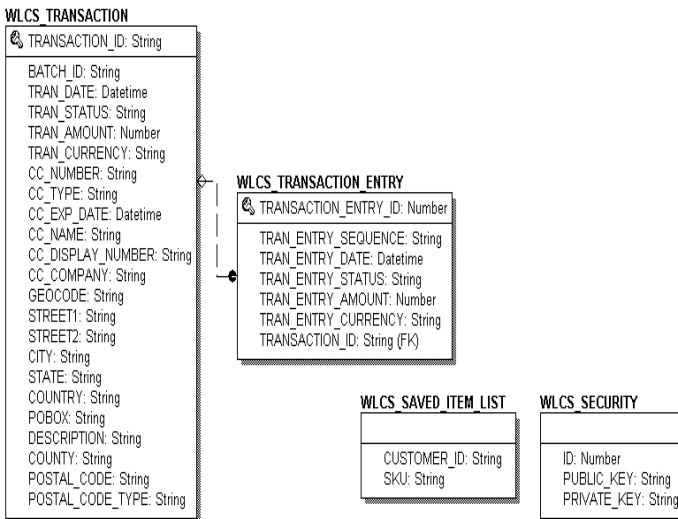 WLCS_TRANSACTION
TRANSACTION_ID: String
BATCH_ID: String
TRAN_DATE: Datetime
TRAN_STATUS: String
TRAN_AMOUNT: Number
TRAN_CURRENCY: String
CC_NUMBER: String
CC_TYPE: String
CC_EXP_DATE: Datetime
CC_NAME: String
CC_DISPLAY_NUMBER: String
CC_COMPANY: String
GEOCODE: String
STREET1: String
STREET2: String
CITY: String
STATE: String
COUNTRY: String
POBOX: String
DESCRIPTION: String
COUNTY: String
POSTAL_CODE: String
POSTAL_CODE_TYPE: String
WLCS_TRANSACTION_ENTRY
TRANSACTION_ENTRY_ID: Number
TRAN_ENTRY_SEQUENCE: String
TRAN_ENTRY_DATE: Datetime
TRAN_ENTRY_STATUS: String
TRAN_ENTRY_AMOUNT: Number
TRAN_ENTRY_CURRENCY: String
TRANSACTION_ID: String (FK)
WLCS_SAVED_ITEM_LIST
CUSTOMER_ID: String
SKU: String
WLCS_SECURITY
ID: Number
PUBLIC_KEY: String
PRIVATE_KEY: String